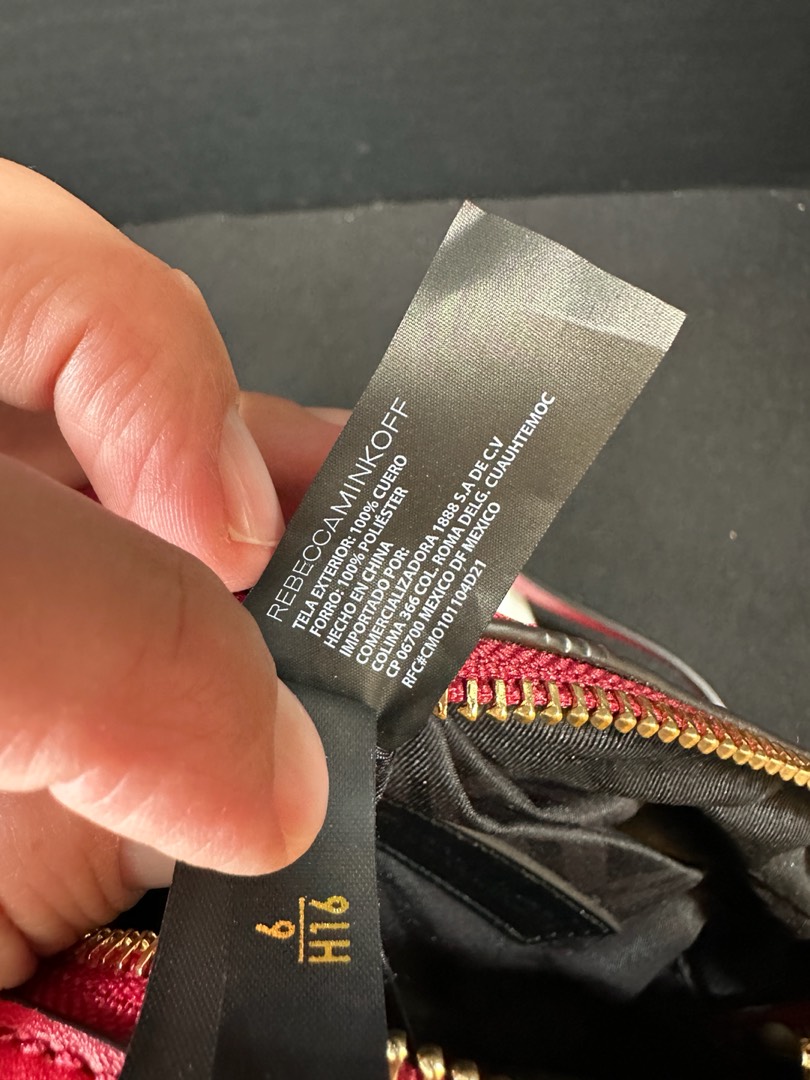 REBECCAMINKOFF
TELA EXTERIOR: 100% CUERO
FORRO: 100% POLIÉSTER
HECHO EN CHINA
IMPORTADO POR:
COMERCIALIZADORA 1888 S.A DE C.V
COLIMA 366 COL. ROMA DELG. CUAUHTEMOC
CP 06700 MEXICO DF MEXICO
RFC#CMO101104D21
6
H16